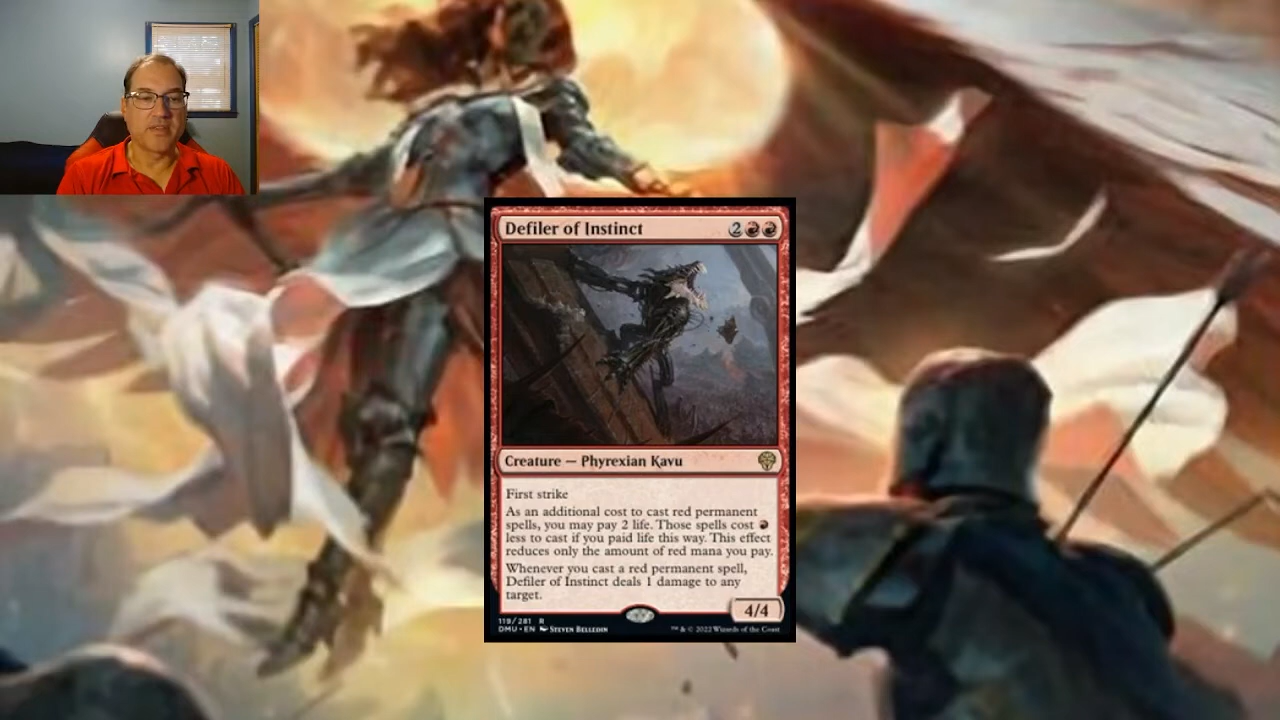 Defiler of Instinct 2
Creature — Phyrexian Kavu
First strike
As an additional cost to cast red permanent
spells, you may pay 2 life. Those spells cost
less to cast if you paid life this way. This effect
reduces only the amount of red mana you pay.
Whenever you cast a red permanent spell,
Defiler of Instinct deals 1 damage to any
target.
4/4
119/281 R
DMU • EN STEVEN BELLEDIN ™ & © 2022 Wizards of the Coast